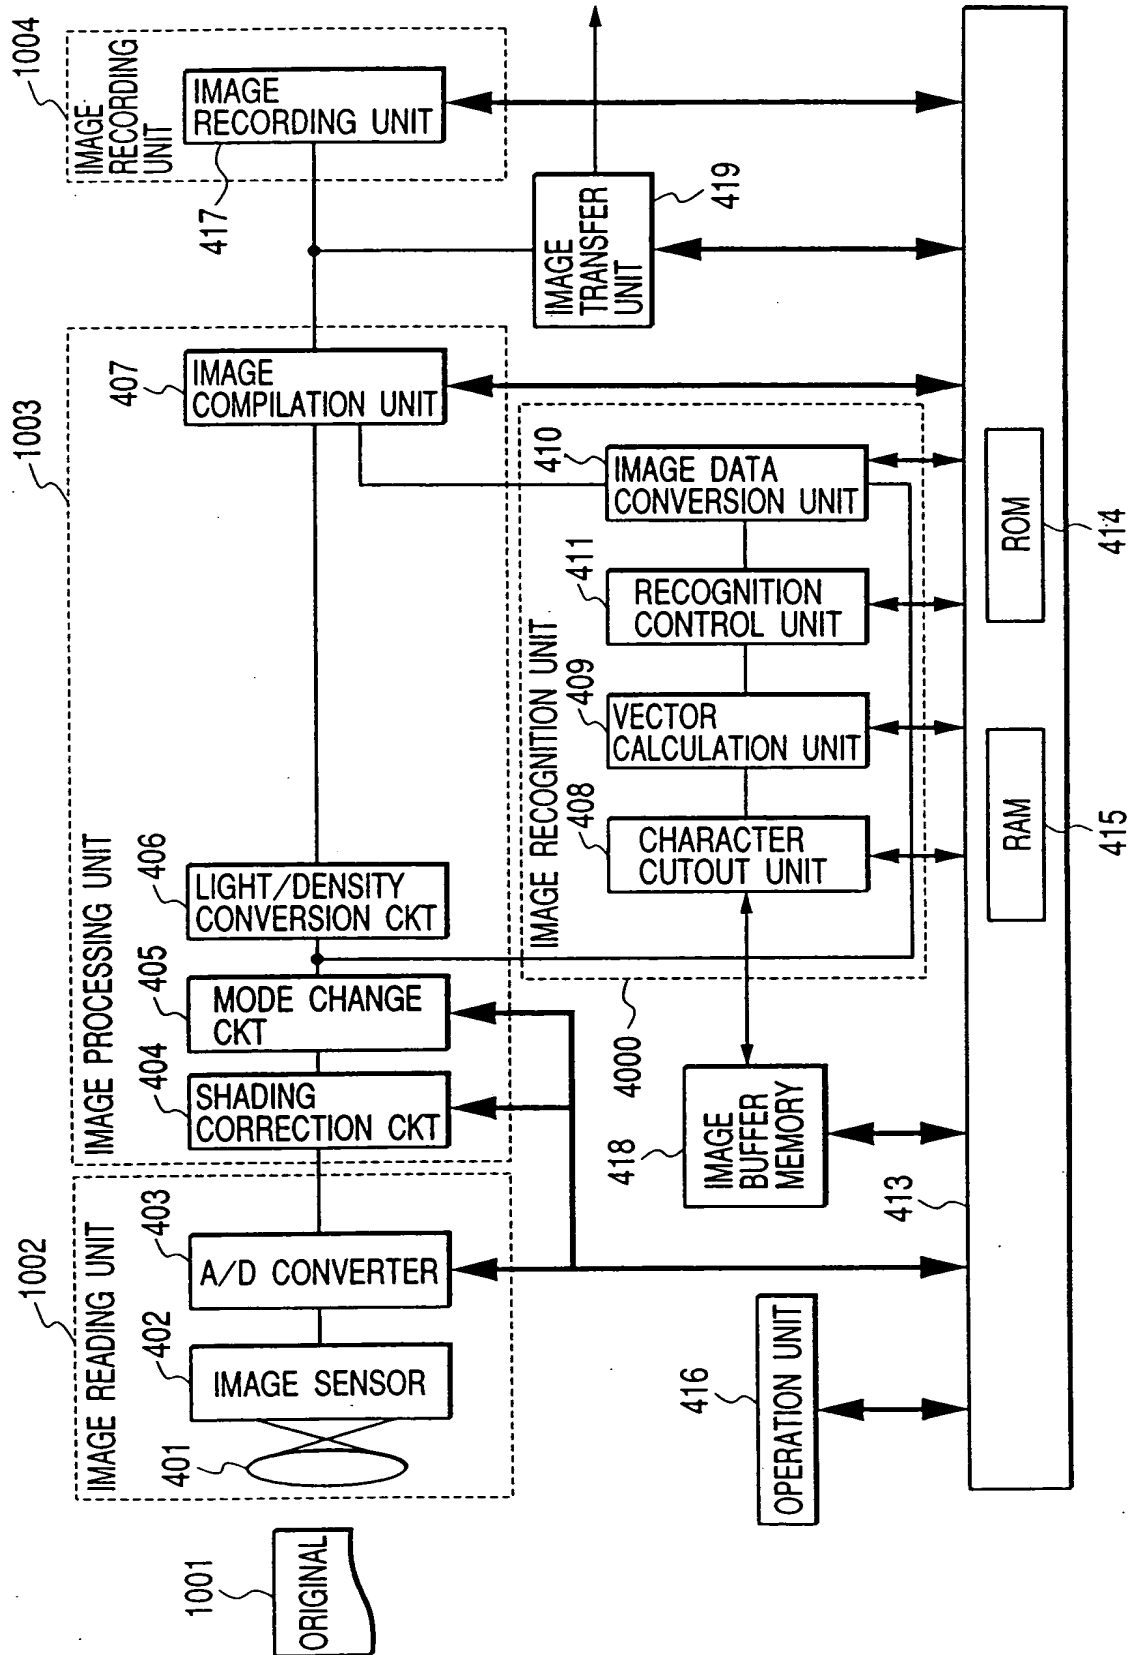 1001
ORIGINAL
1002
IMAGE READING UNIT
401
402
IMAGE SENSOR
403
A/D CONVERTER
1003
IMAGE PROCESSING UNIT
404
SHADING
CORRECTION CKT
405
MODE CHANGE
CKT
406
LIGHT/DENSITY
CONVERSION CKT
407
IMAGE
COMPILATION UNIT
1004
IMAGE
RECORDING
UNIT
IMAGE
RECORDING UNIT
417
IMAGE
TRANSFER
UNIT
419
4000
IMAGE RECOGNITION UNIT
408
CHARACTER
CUTOUT UNIT
409
VECTOR
CALCULATION UNIT
411
RECOGNITION
CONTROL UNIT
410
IMAGE DATA
CONVERSION UNIT
418
IMAGE
BUFFER
MEMORY
416
OPERATION UNIT
413
RAM
415
ROM
414